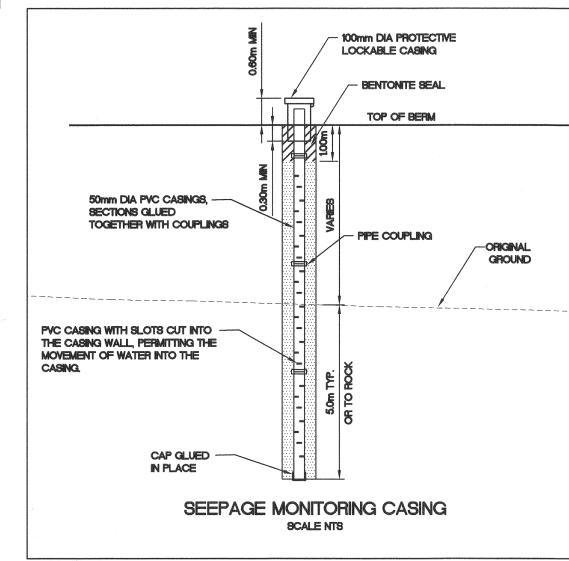 0.60m MIN
100mm DIA PROTECTIVE
LOCKABLE CASING
BENTONITE SEAL
TOP OF BERM
1.00m
0.30m MIN
50mm DIA PVC CASINGS,
SECTIONS GLUED
TOGETHER WITH COUPLINGS
VARIES
PIPE COUPLING
ORIGINAL
GROUND
PVC CASING WITH SLOTS CUT INTO
THE CASING WALL, PERMITTING THE
MOVEMENT OF WATER INTO THE
CASING.
5.0m TYP.
OR TO ROCK
CAP GLUED
IN PLACE
SEEPAGE MONITORING CASING
SCALE NTS